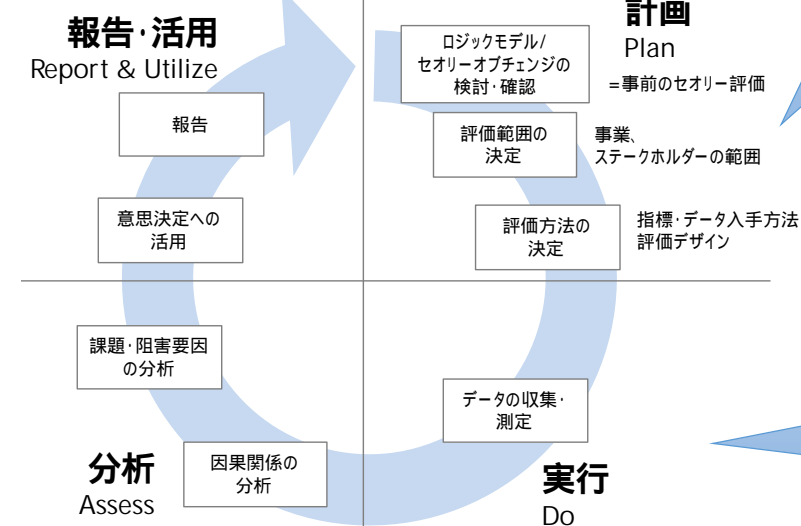 計画
Plan
ロジックモデル/
セオリーオブチェンジの
検討・確認
=事前のセオリー評価
評価範囲の
決定
事業、
ステークホルダーの範囲
評価方法の
決定
指標・データ入手方法
評価デザイン
データの収集・
測定
実行
Do
因果関係の
分析
分析
Assess
課題・阻害要因
の分析
意思決定への
活用
報告
報告・活用
Report & Utilize